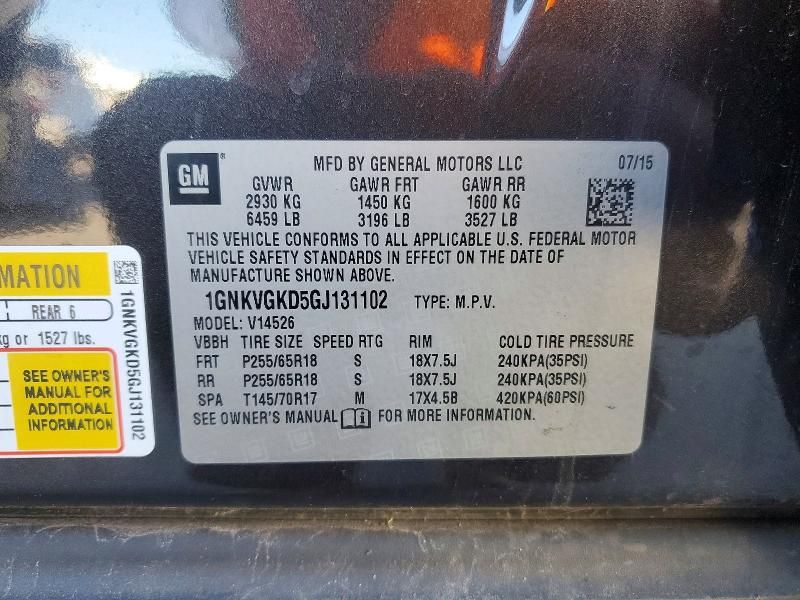 GM ®
MFD BY GENERAL MOTORS LLC 07/15
GVWR GAWR FRT GAWR RR
2930 KG 1450 KG 1600 KG
6459 LB 3196 LB 3527 LB
THIS VEHICLE CONFORMS TO ALL APPLICABLE U.S. FEDERAL MOTOR
VEHICLE SAFETY STANDARDS IN EFFECT ON THE DATE OF
MANUFACTURE SHOWN ABOVE.
1GNKVGKD5GJ131102 TYPE: M.P.V.
MODEL: V14526
VBBH TIRE SIZE SPEED RTG RIM COLD TIRE PRESSURE
FRT P255/65R18 S 18X7.5J 240KPA(35PSI)
RR P255/65R18 S 18X7.5J 240KPA(35PSI)
SPA T145/70R17 M 17X4.5B 420KPA(60PSI)
SEE OWNER'S MANUAL FOR MORE INFORMATION.
MATION
REAR 6
kg or 1527 lbs.
SEE OWNER'S
MANUAL FOR
ADDITIONAL
INFORMATION
1GNKVGKD5GJ131102